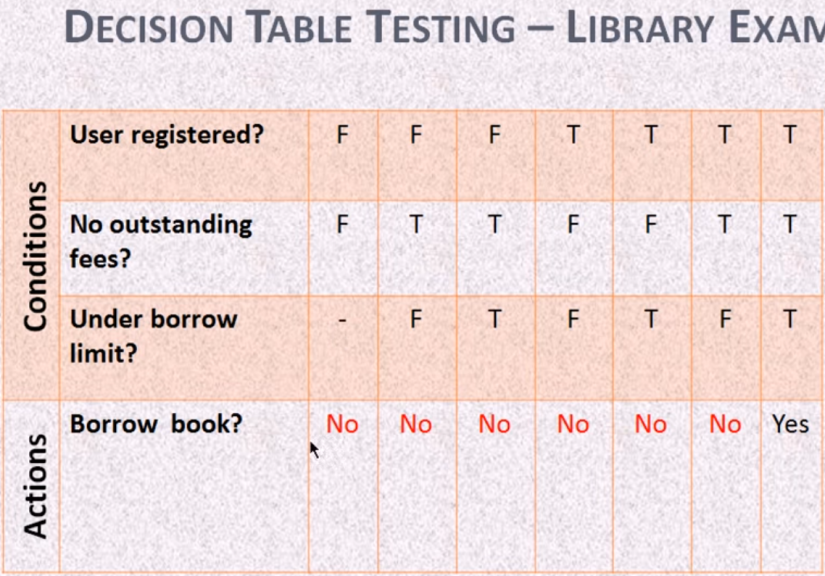 DECISION TABLE TESTING – LIBRARY EXAM
Conditions
User registered? F F F T T T T
No outstanding
fees? F T T F F T T
Under borrow
limit? - F T F T F T
Actions
Borrow book? No No No No No No Yes